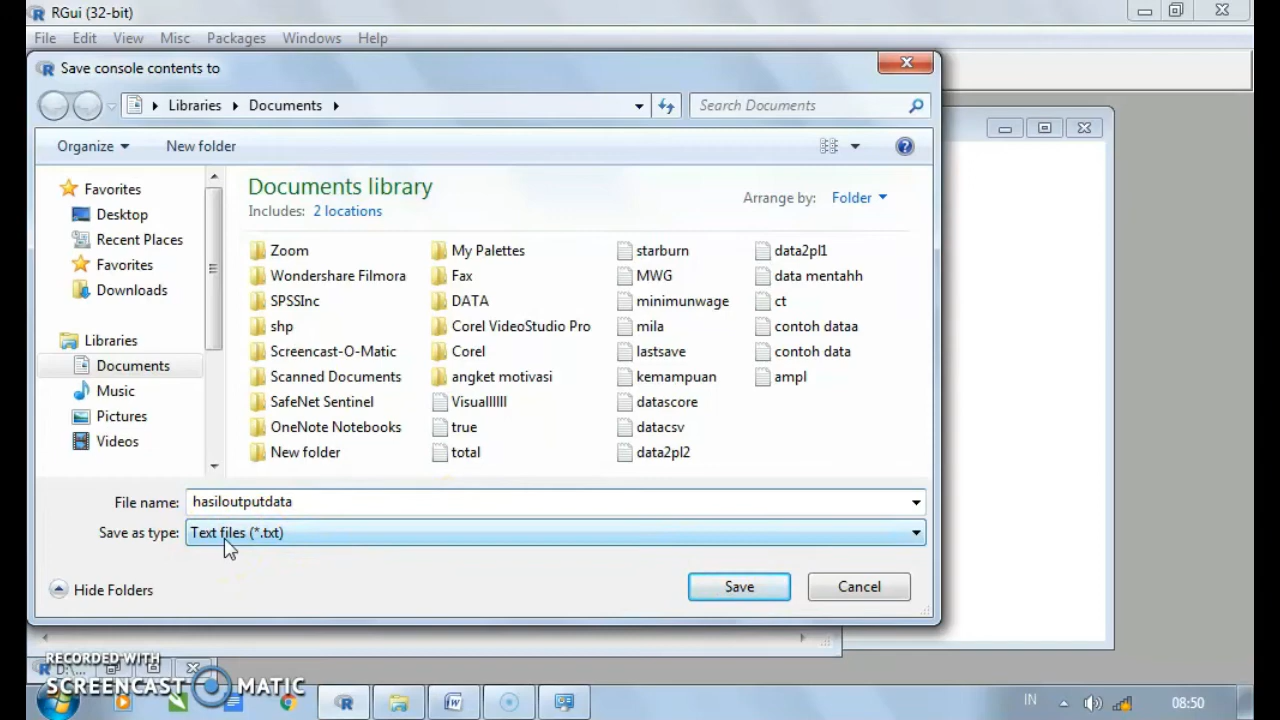 RGui (32-bit)
File Edit View Misc Packages Windows Help
Save console contents to
Libraries Documents
Search Documents
Organize New folder
Documents library
Includes: 2 locations
Arrange by: Folder
Favorites
Desktop
Recent Places
Favorites
Downloads
Libraries
Documents
Music
Pictures
Videos
Zoom
Wondershare Filmora
SPSSInc
shp
Screencast-O-Matic
Scanned Documents
SafeNet Sentinel
OneNote Notebooks
New folder
My Palettes
Fax
DATA
Corel VideoStudio Pro
Corel
angket motivasi
Visualllllll
true
total
starburn
MWG
minimunwage
mila
lastsave
kemampuan
datascore
datacsv
data2pl2
data2pl1
data mentahh
ct
contoh dataa
contoh data
ampl
File name: hasiloutputdata
Save as type: Text files (*.txt)
Hide Folders
Save Cancel
RECORDED WITH
SCREENCAST MATIC
IN 08:50